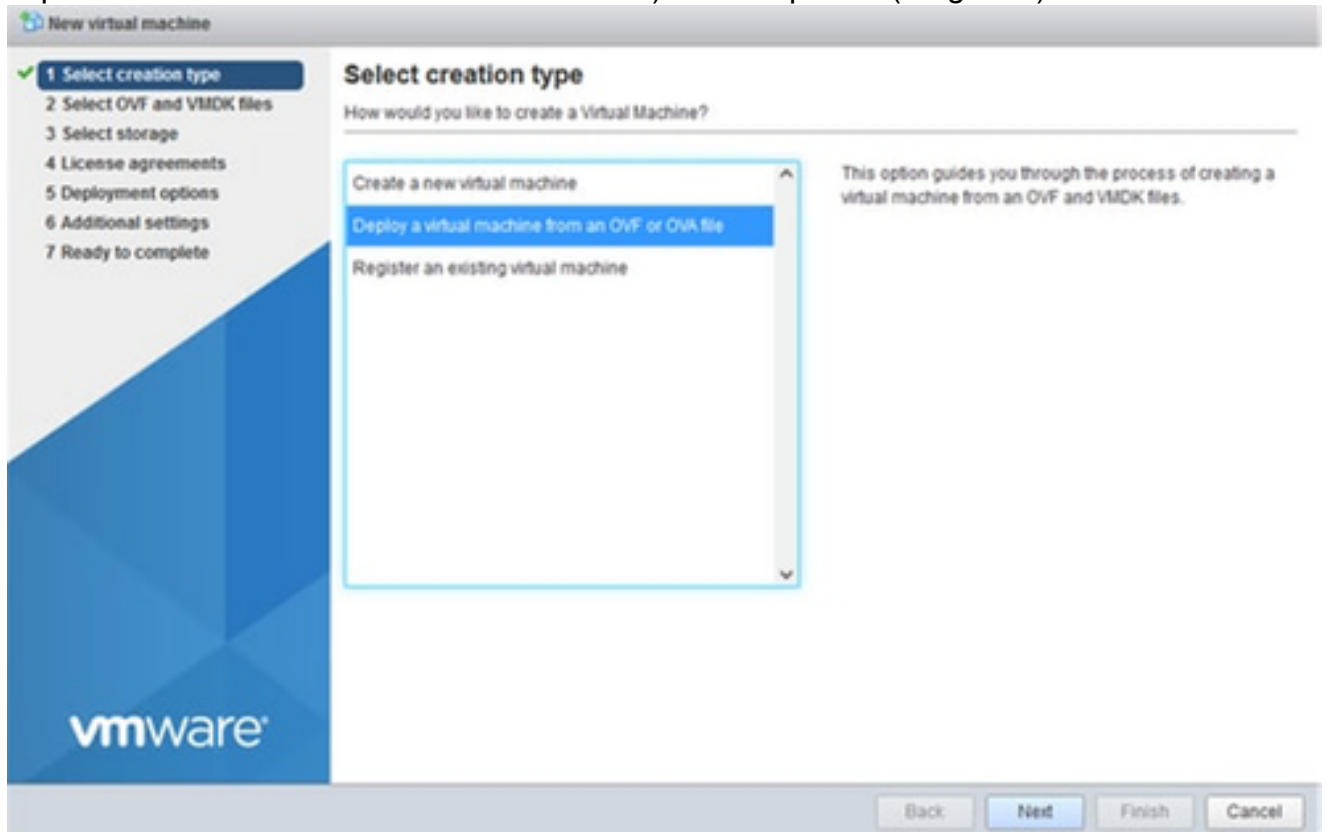 New virtual machine
1 Select creation type
2 Select OVF and VMDK files
3 Select storage
4 License agreements
5 Deployment options
6 Additional settings
7 Ready to complete
vmware
Select creation type
How would you like to create a Virtual Machine?
Create a new virtual machine
Deploy a virtual machine from an OVF or OVA file
Register an existing virtual machine
This option guides you through the process of creating a
virtual machine from an OVF and VMDK files.
Back Next Finish Cancel